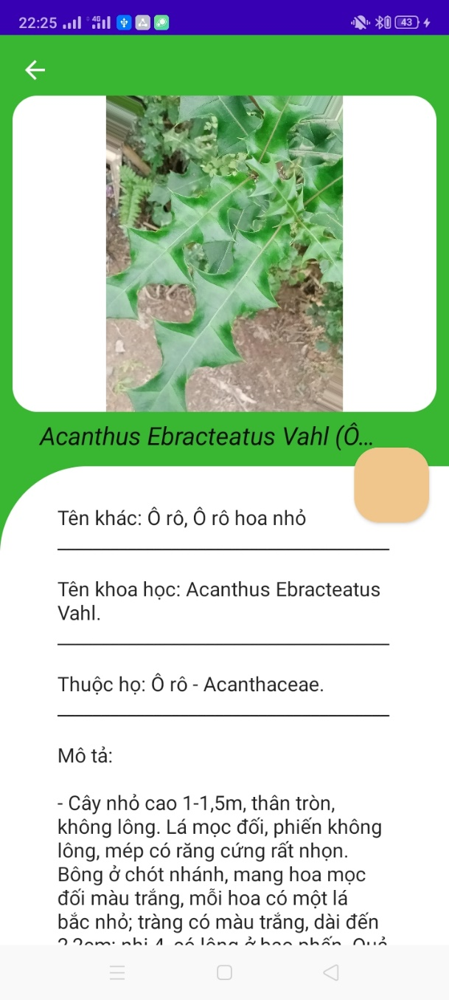 22:25
4G
43
Acanthus Ebracteatus Vahl (Ô...
Tên khác: Ô rô, Ô rô hoa nhỏ
Tên khoa học: Acanthus Ebracteatus
Vahl.
Thuộc họ: Ô rô - Acanthaceae.
Mô tả:
- Cây nhỏ cao 1-1,5m, thân tròn,
không lông. Lá mọc đối, phiến không
lông, mép có răng cứng rất nhọn.
Bông ở chót nhánh, mang hoa mọc
đối màu trắng, mỗi hoa có một lá
bắc nhỏ; tràng có màu trắng, dài đến